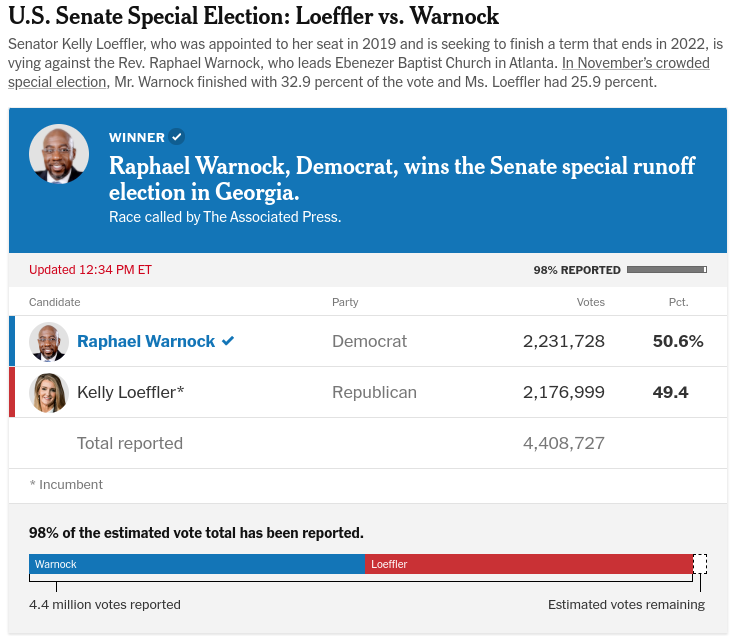 U.S. Senate Special Election: Loeffler vs. Warnock
Senator Kelly Loeffler, who was appointed to her seat in 2019 and is seeking to finish a term that ends in 2022, is
vying against the Rev. Raphael Warnock, who leads Ebenezer Baptist Church in Atlanta. In November's crowded
special election, Mr. Warnock finished with 32.9 percent of the vote and Ms. Loeffler had 25.9 percent.
WINNER
Raphael Warnock, Democrat, wins the Senate special runoff
election in Georgia.
Race called by The Associated Press.
Updated 12:34 PM ET 98% REPORTED
Candidate Party Votes Pct.
Raphael Warnock Democrat 2,231,728 50.6%
Kelly Loeffler* Republican 2,176,999 49.4
Total reported 4,408,727
* Incumbent
98% of the estimated vote total has been reported.
Warnock Loeffler
4.4 million votes reported Estimated votes remaining